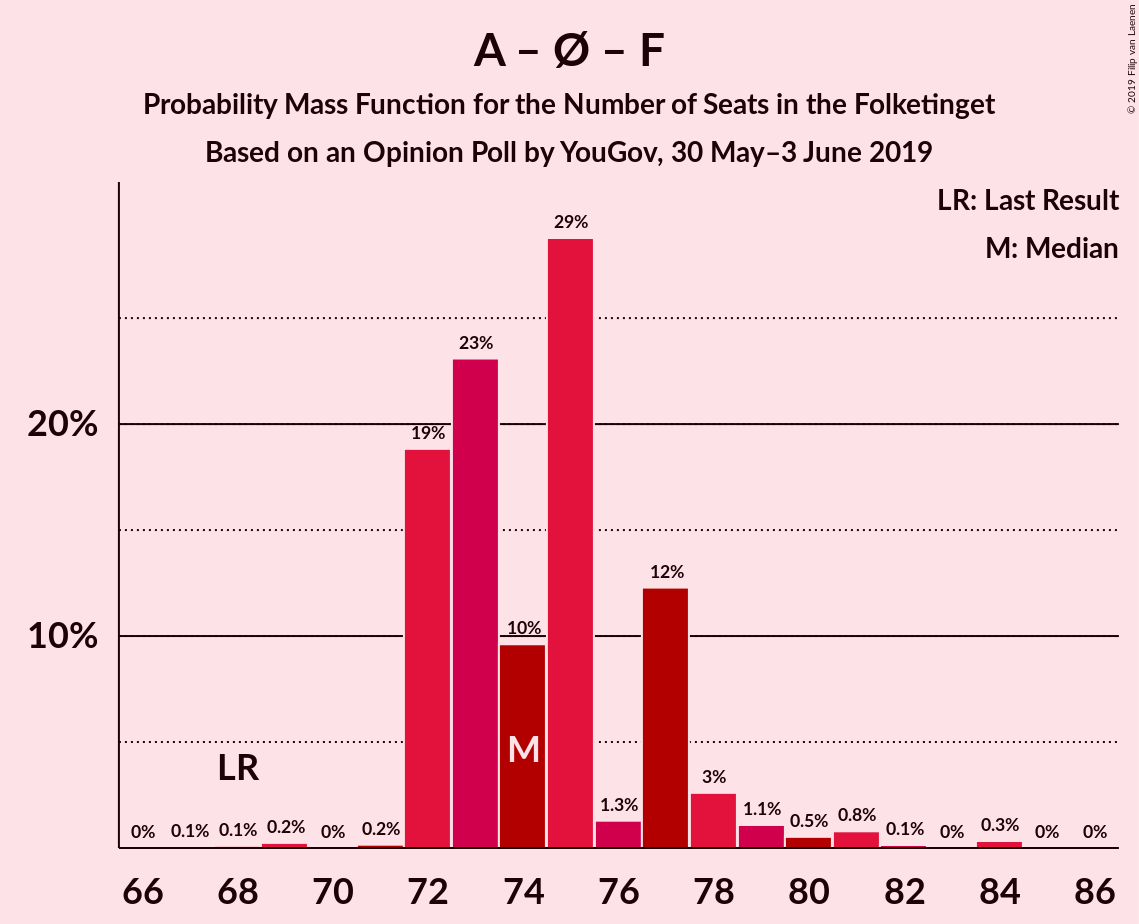 A – Ø – F
Probability Mass Function for the Number of Seats in the Folketinget
Based on an Opinion Poll by YouGov, 30 May–3 June 2019
© 2019 Filip van Laenen
LR: Last Result
M: Median
29%
23%
20%
19%
12%
10%
10%
M
LR
3%
0%
0.1%
0.1%
0.2%
0%
0.2%
1.3%
1.1%
0.5%
0.8%
0.1%
0%
0.3%
0%
0%
66 68 70 72 74 76 78 80 82 84 86